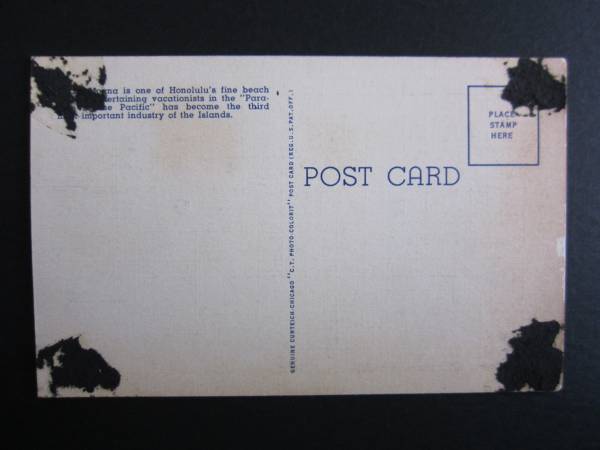 is one of Honolulu's fine beach
ertaining vacationists in the "Para-
Pacific" has become the third
important industry of the Islands.
PLACE
STAMP
HERE
POST CARD
GENUINE CURTEICH-CHICAGO "C.T. PHOTO-COLORIT" POST CARD (REG. U.S. PAT. OFF.)